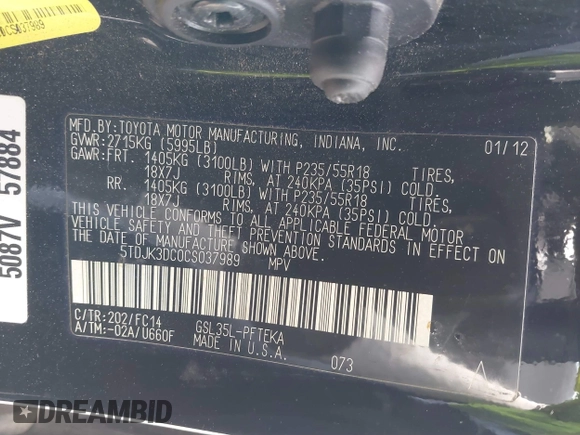 CS037989
5087V 57884
MFD.BY:TOYOTA MOTOR MANUFACTURING, INDIANA, INC. 01/12
GVWR:2715KG (5995LB)
GAWR:FRT. 1405KG (3100LB) WITH P235/55R18 TIRES,
18X7J RIMS, AT 240KPA (35PSI) COLD.
RR. 1405KG (3100LB) WITH P235/55R18 TIRES,
18X7J RIMS, AT 240KPA (35PSI) COLD.
THIS VEHICLE CONFORMS TO ALL APPLICABLE FEDERAL MOTOR
VEHICLE SAFETY AND THEFT PREVENTION STANDARDS IN EFFECT ON
THE DATE OF MANUFACTURE SHOWN ABOVE.
5TDJK3DC0CS037989 MPV
C/TR:202/FC14 GSL35L-PFTEKA
A/TM:-02A/U660F MADE IN U.S.A. 073
DREAMBID